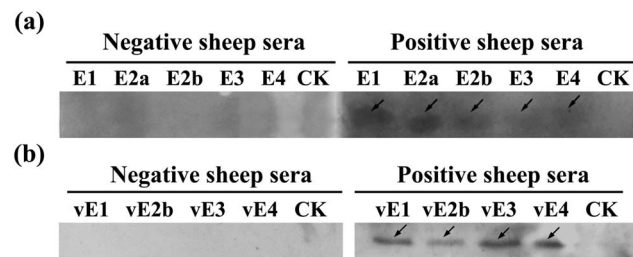 (a)
Negative sheep sera Positive sheep sera
E1 E2a E2b E3 E4 CK E1 E2a E2b E3 E4 CK
(b)
Negative sheep sera Positive sheep sera
vE1 vE2b vE3 vE4 CK vE1 vE2b vE3 vE4 CK